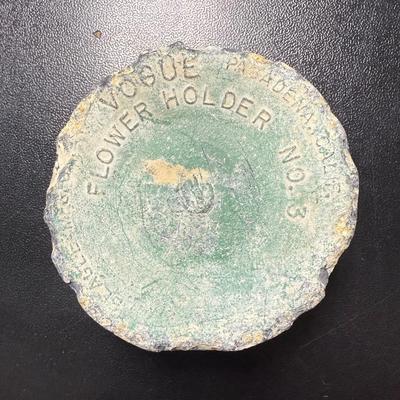 VOGUE
FLOWER HOLDER NO. 3
PASADENA, CALIF.